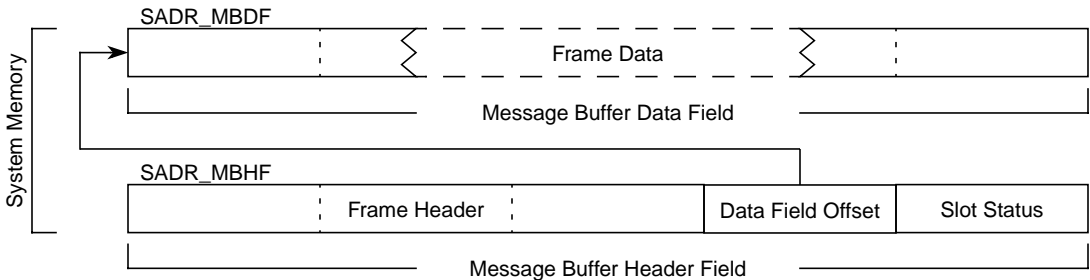 SADR_MBDF
Frame Data
Message Buffer Data Field
System Memory
SADR_MBHF
Frame Header
Data Field Offset
Slot Status
Message Buffer Header Field